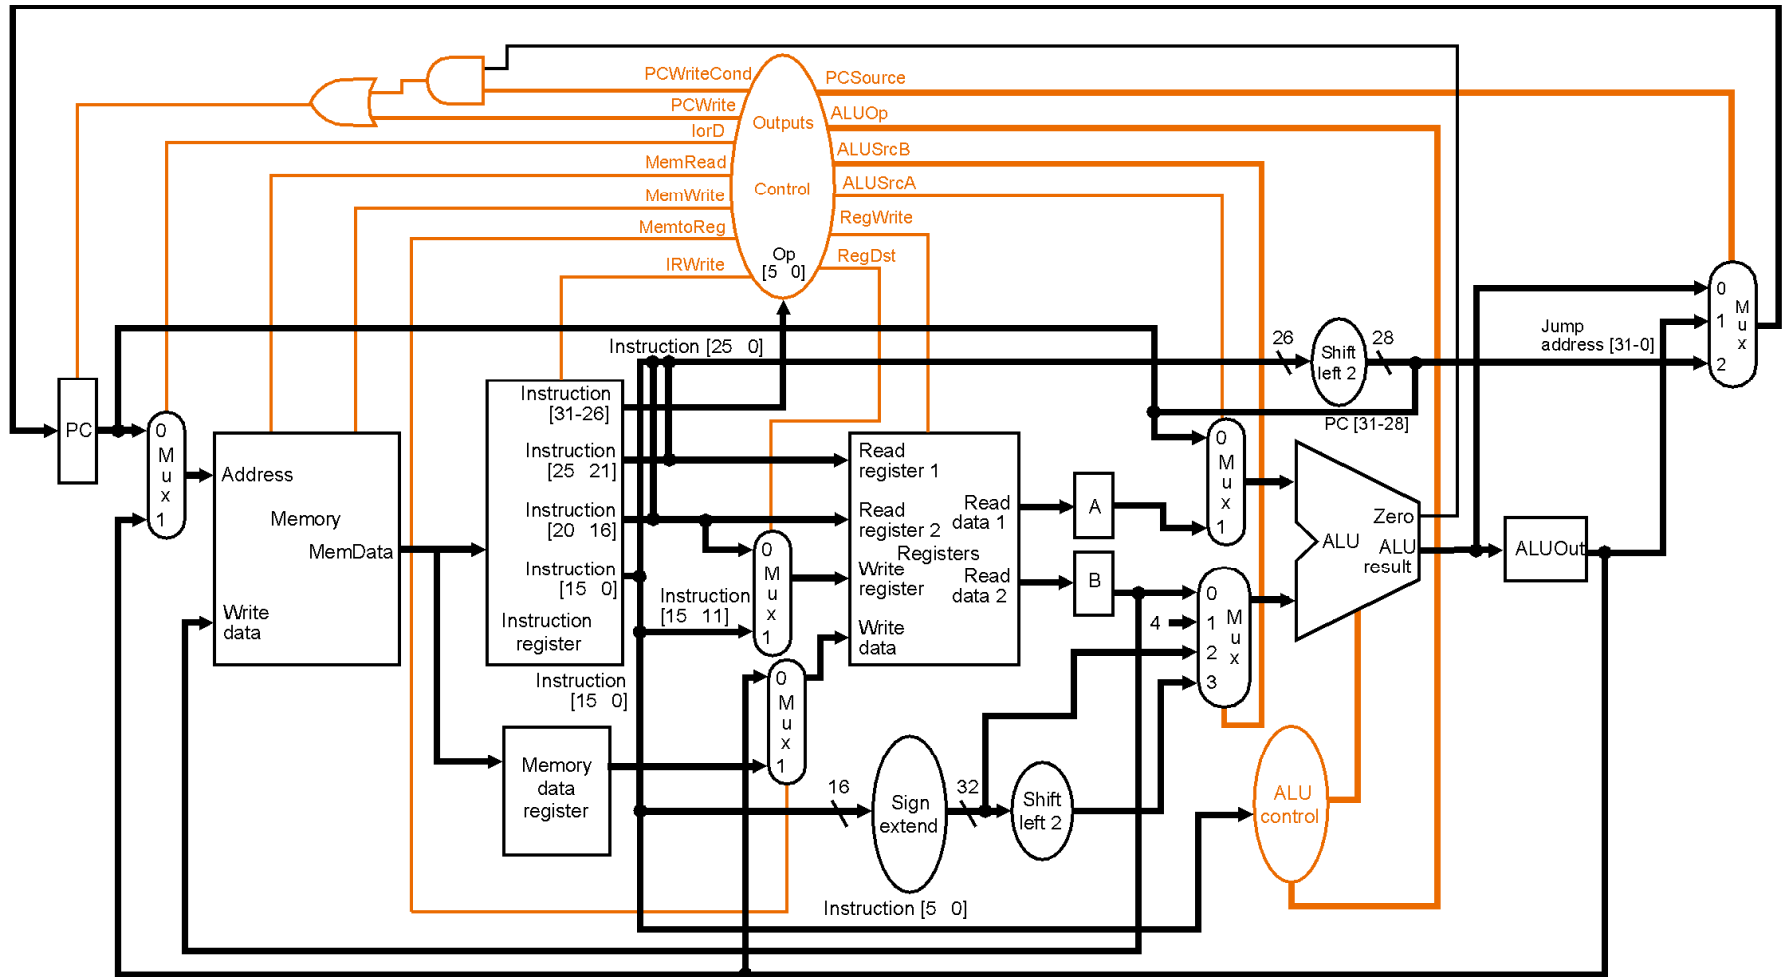 PCWriteCond
PCSource
PCWrite
ALUOp
IorD
Outputs
MemRead
ALUSrcB
Control
ALUSrcA
MemWrite
RegWrite
MemtoReg
Op
[5 0]
RegDst
IRWrite
0
1
2
M
u
x
Jump
address [31-0]
Instruction [25 0]
26
Shift
left 2
28
PC [31-28]
PC
0
M
u
x
1
Address
Memory
MemData
Write
data
Instruction
[31-26]
Instruction
[25 21]
Instruction
[20 16]
Instruction
[15 0]
Instruction
register
Instruction
[15 11]
0
M
u
x
1
Read
register 1
Read
register 2
Registers
Write
register
Write
data
Read
data 1
Read
data 2
A
B
0
M
u
x
1
4
0
1
2
3
M
u
x
Zero
ALU
ALU
result
ALUOut
Instruction
[15 0]
0
M
u
x
1
Memory
data
register
16
Sign
extend
32
Shift
left 2
ALU
control
Instruction [5 0]